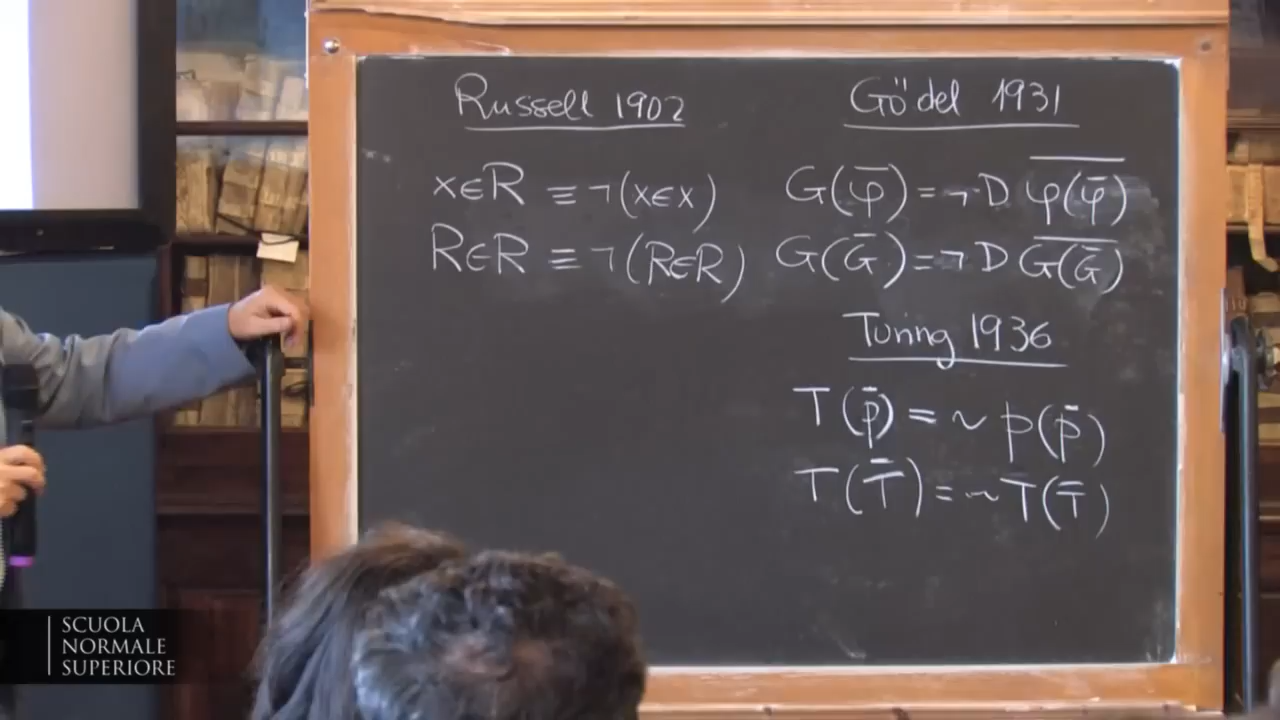 Russell 1902
x∈R ≡ ¬(x∈x)
R∈R ≡ ¬(R∈R)
Gödel 1931
G(φ̅) = ¬D φ(φ̅)̅
G(G̅) = ¬D G(G̅)̅
Turing 1936
T(p̅) = ~ p(p̅)
T(T̅) = ~ T(T̅)
SCUOLA
NORMALE
SUPERIORE